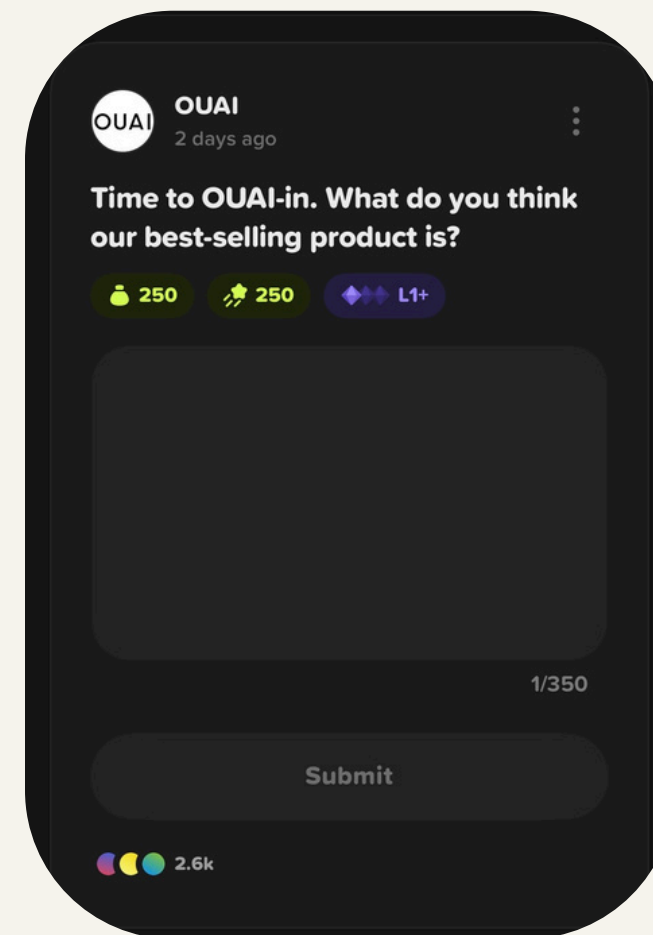 OUAI
OUAI
2 days ago
Time to OUAI-in. What do you think
our best-selling product is?
250 250 L1+
1/350
Submit
2.6k